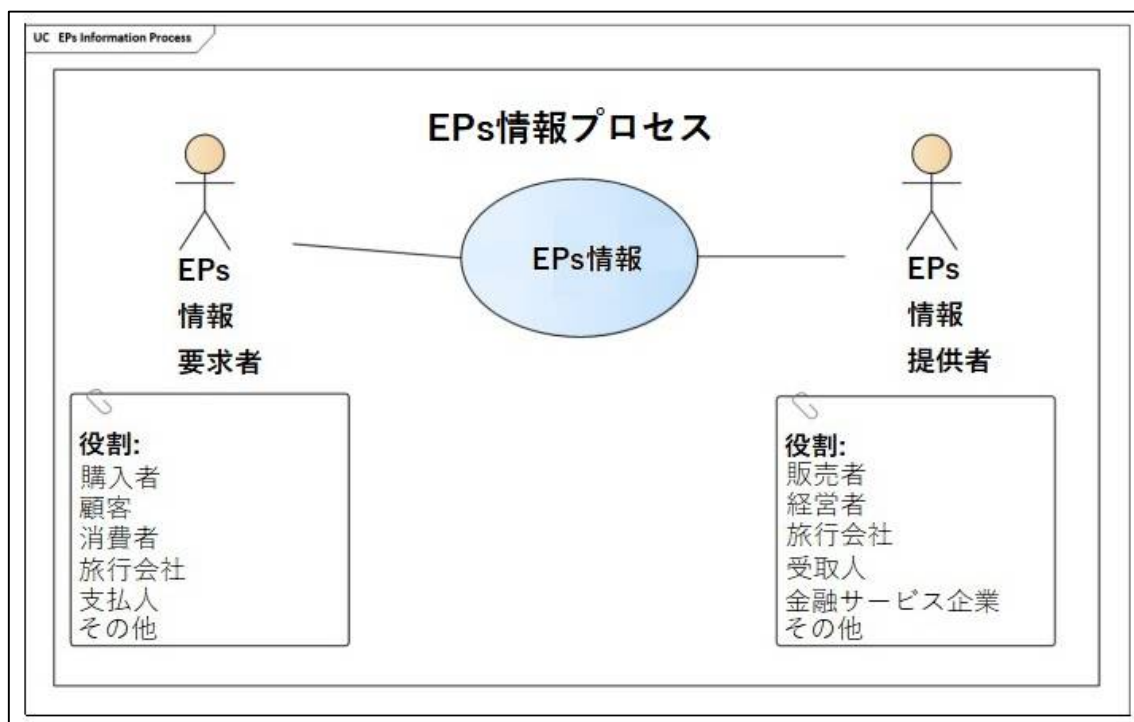 UC EPs Information Process
EPs情報プロセス
EPs情報
EPs
情報
要求者
EPs
情報
提供者
役割:
購入者
顧客
消費者
旅行会社
支払人
その他
役割:
販売者
経営者
旅行会社
受取人
金融サービス企業
その他